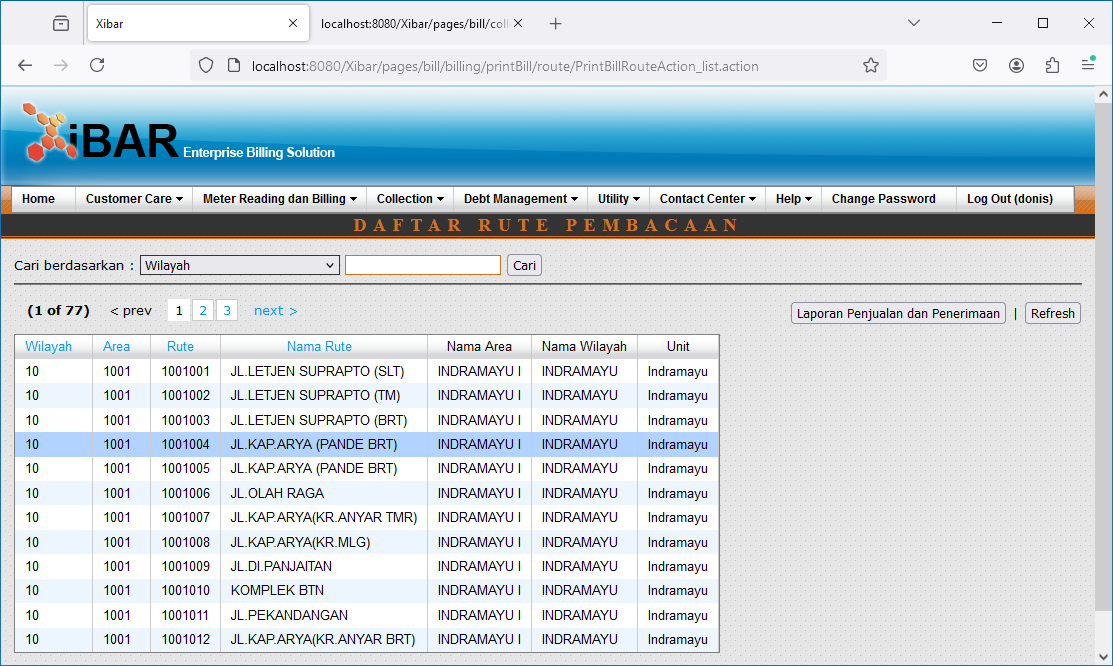 Xibar
localhost:8080/Xibar/pages/bill/coll
localhost:8080/Xibar/pages/bill/billing/printBill/route/PrintBillRouteAction_list.action
iBAR Enterprise Billing Solution
Home Customer Care Meter Reading dan Billing Collection Debt Management Utility Contact Center Help Change Password Log Out (donis)
DAFTAR RUTE PEMBACAAN
Cari berdasarkan : Wilayah Cari
(1 of 77) < prev 1 2 3 next > Laporan Penjualan dan Penerimaan | Refresh
Wilayah Area Rute Nama Rute Nama Area Nama Wilayah Unit
10 1001 1001001 JL.LETJEN SUPRAPTO (SLT) INDRAMAYU I INDRAMAYU Indramayu
10 1001 1001002 JL.LETJEN SUPRAPTO (TM) INDRAMAYU I INDRAMAYU Indramayu
10 1001 1001003 JL.LETJEN SUPRAPTO (BRT) INDRAMAYU I INDRAMAYU Indramayu
10 1001 1001004 JL.KAP.ARYA (PANDE BRT) INDRAMAYU I INDRAMAYU Indramayu
10 1001 1001005 JL.KAP.ARYA (PANDE BRT) INDRAMAYU I INDRAMAYU Indramayu
10 1001 1001006 JL.OLAH RAGA INDRAMAYU I INDRAMAYU Indramayu
10 1001 1001007 JL.KAP.ARYA(KR.ANYAR TMR) INDRAMAYU I INDRAMAYU Indramayu
10 1001 1001008 JL.KAP.ARYA(KR.MLG) INDRAMAYU I INDRAMAYU Indramayu
10 1001 1001009 JL.DI.PANJAITAN INDRAMAYU I INDRAMAYU Indramayu
10 1001 1001010 KOMPLEK BTN INDRAMAYU I INDRAMAYU Indramayu
10 1001 1001011 JL.PEKANDANGAN INDRAMAYU I INDRAMAYU Indramayu
10 1001 1001012 JL.KAP.ARYA(KR.ANYAR BRT) INDRAMAYU I INDRAMAYU Indramayu